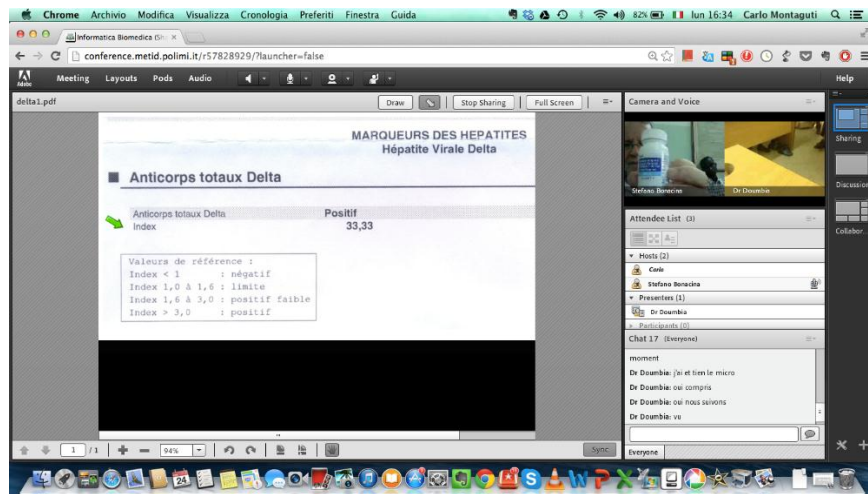 Chrome Archivio Modifica Visualizza Cronologia Preferiti Finestra Guida
82% lun 16:34 Carlo Montaguti
Informatica Biomedica (Sh
conference.metid.polimi.it/r57828929/?launcher=false
Adobe
Meeting Layouts Pods Audio
Help
delta1.pdf
Draw Stop Sharing Full Screen
MARQUEURS DES HEPATITES
Hépatite Virale Delta
Anticorps totaux Delta
Anticorps totaux Delta Positif
Index 33,33
Valeurs de référence :
Index < 1 : négatif
Index 1,0 à 1,6 : limite
Index 1,6 à 3,0 : positif faible
Index > 3,0 : positif
1 / 1 94%
Sync
Camera and Voice
Stefano Bonacina Dr Doumbia
Attendee List (3)
Hosts (2)
Carlo
Stefano Bonacina
Presenters (1)
Dr Doumbia
Participants (0)
Chat 17 (Everyone)
moment
Dr Doumbia: j'ai et tien le micro
Dr Doumbia: oui compris
Dr Doumbia: oui nous suivons
Dr Doumbia: vu
Everyone
Sharing
Discussion
Collabor...
24